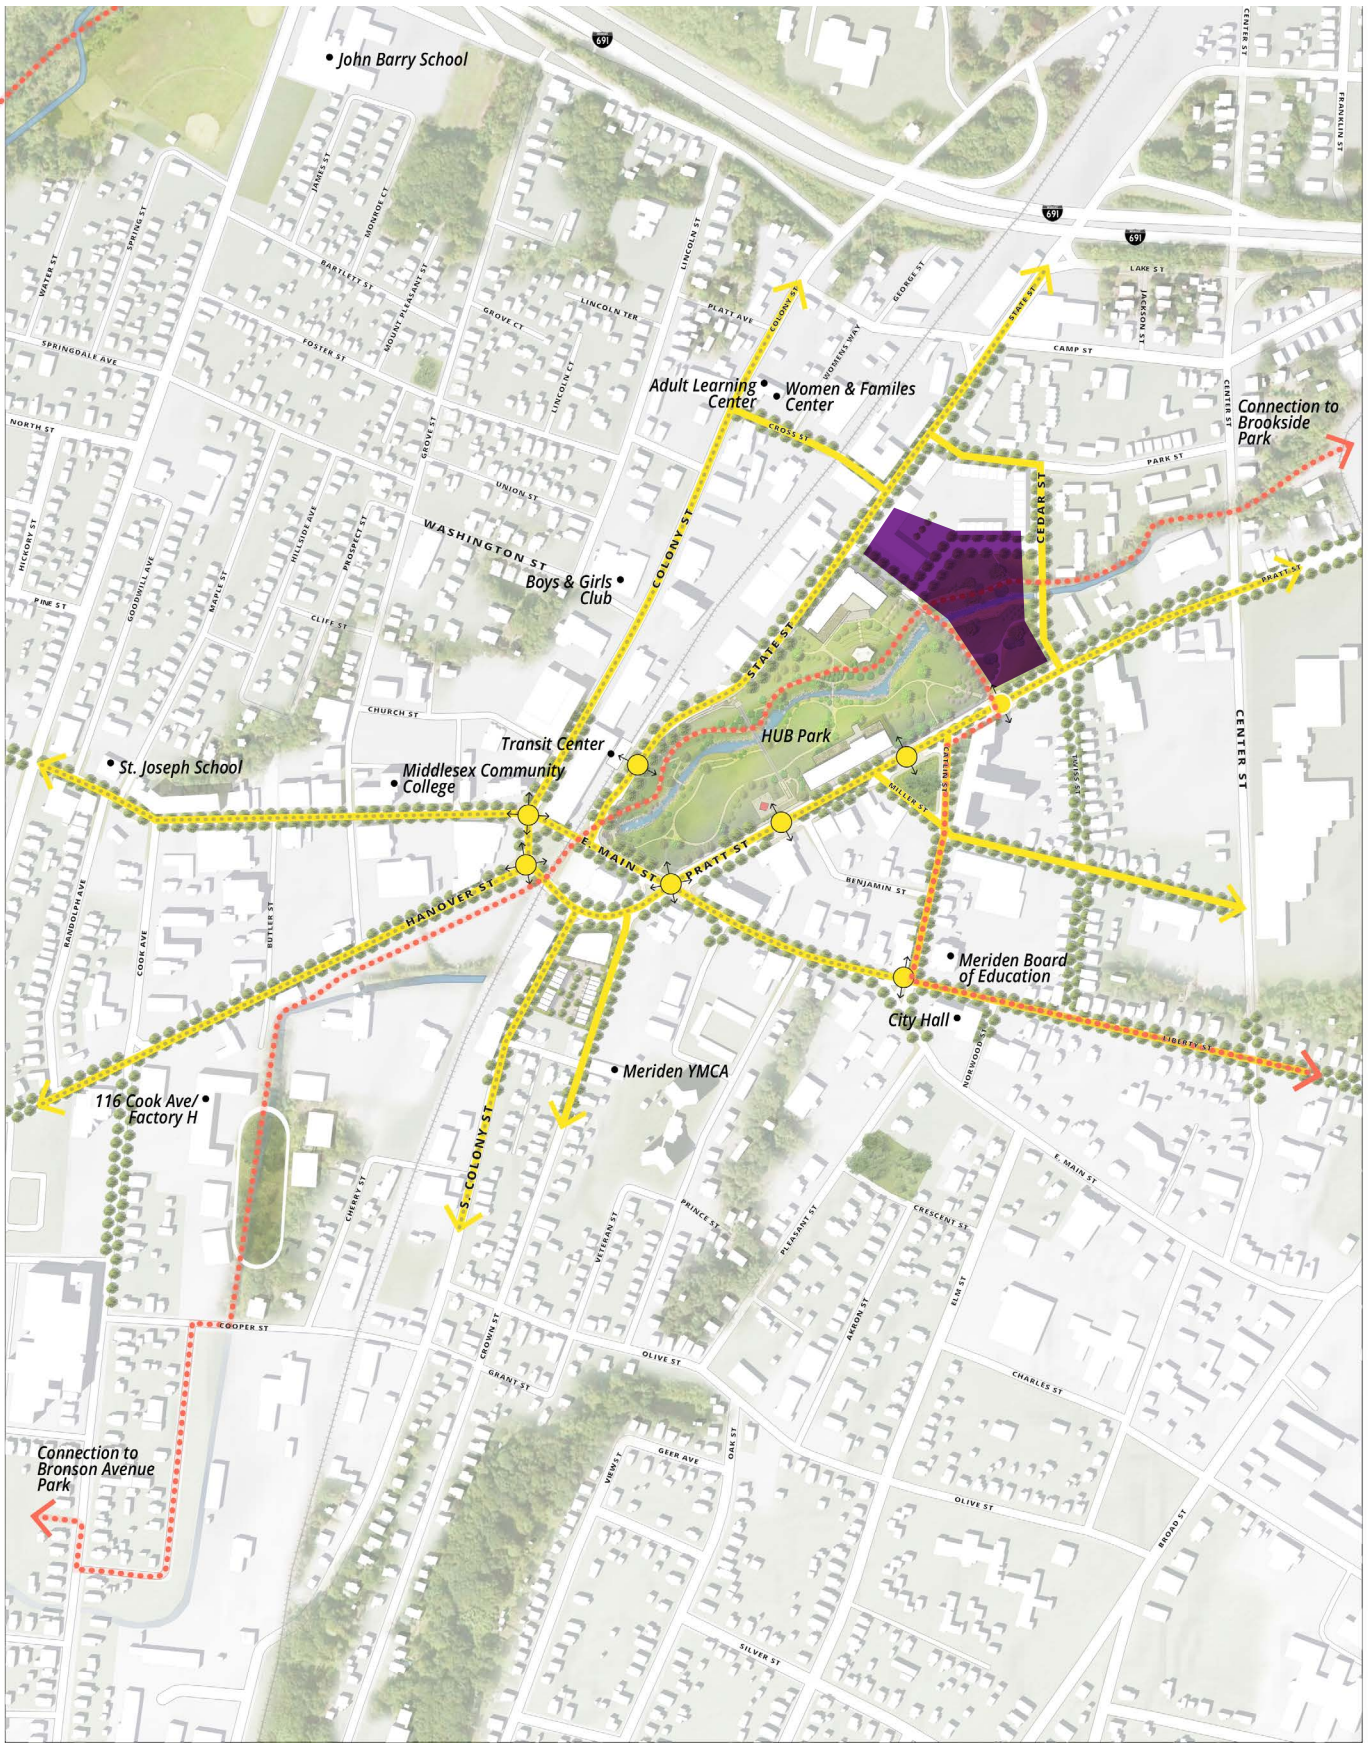 691
CENTER ST
John Barry School
FRANKLIN ST
JAMES ST
MONROE CT
SPRING ST
691
691
LINCOLN ST
WATER ST
BARTLETT ST
MOUNT PLEASANT ST
GEORGE ST
LAKE ST
COLONY ST
STATE ST
JACKSON ST
LINCOLN TER
PLATT AVE
GROVE CT
WOMENS WAY
CAMP ST
SPRINGDALE AVE
FOSTER ST
LINCOLN CT
Adult Learning
Center
Women & Familes
Center
CENTER ST
Connection to
Brookside
Park
NORTH ST
GROVE ST
CROSS ST
PARK ST
UNION ST
CEDAR ST
HICKORY ST
HILLSIDE AVE
PROSPECT ST
WASHINGTON ST
COLONY ST
Boys & Girls
Club
GOODWILL AVE
MAPLE ST
PRATT ST
PINE ST
CLIFF ST
STATE ST
CHURCH ST
HUB Park
CENTER ST
Transit Center
St. Joseph School
Middlesex Community
College
CATLIN ST
TWISS ST
MILLER ST
E. MAIN ST
PRATT ST
BENJAMIN ST
HANOVER ST
RANDOLPH AVE
COOK AVE
BUTLER ST
Meriden Board
of Education
City Hall
LIBERTY ST
NORWOOD ST
Meriden YMCA
116 Cook Ave/
Factory H
S. COLONY ST
E. MAIN ST
CHERRY ST
PRINCE ST
PLEASANT ST
CRESCENT ST
VETERAN ST
ELM ST
AKRON ST
COOPER ST
CROWN ST
OLIVE ST
GRANT ST
CHARLES ST
OAK ST
GEER AVE
VIEW ST
Connection to
Bronson Avenue
Park
OLIVE ST
BROAD ST
SILVER ST